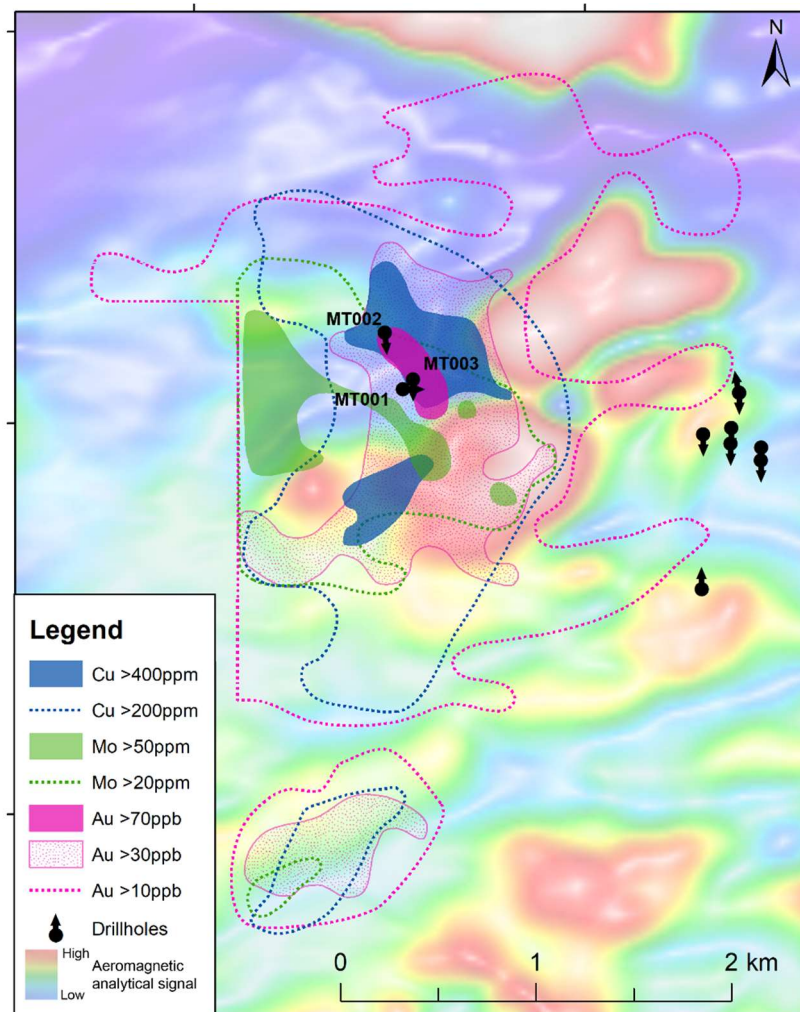 N
MT002
MT003
MT001
Legend
Cu >400ppm
Cu >200ppm
Mo >50ppm
Mo >20ppm
Au >70ppb
Au >30ppb
Au >10ppb
Drillholes
High
Aeromagnetic
analytical signal
Low
0 1 2 km